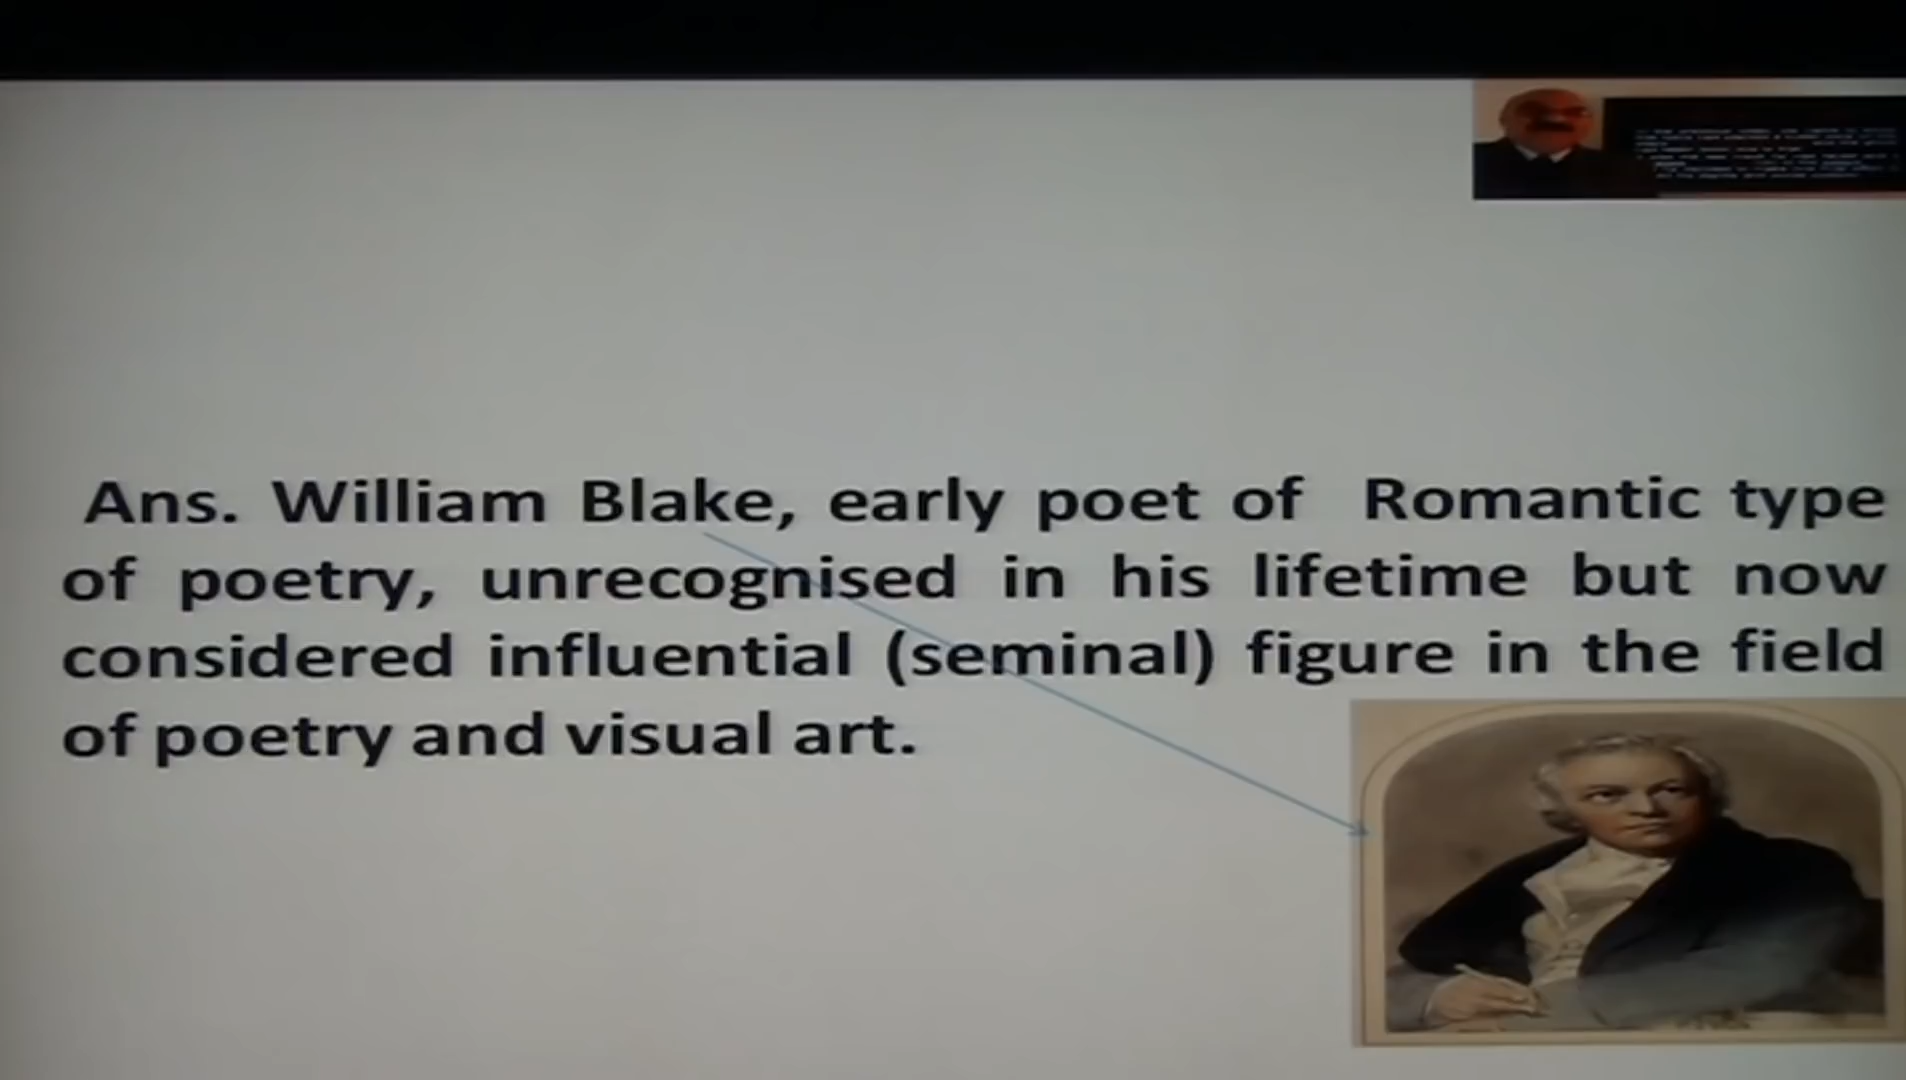 Ans. William Blake, early poet of Romantic type
of poetry, unrecognised in his lifetime but now
considered influential (seminal) figure in the field
of poetry and visual art.